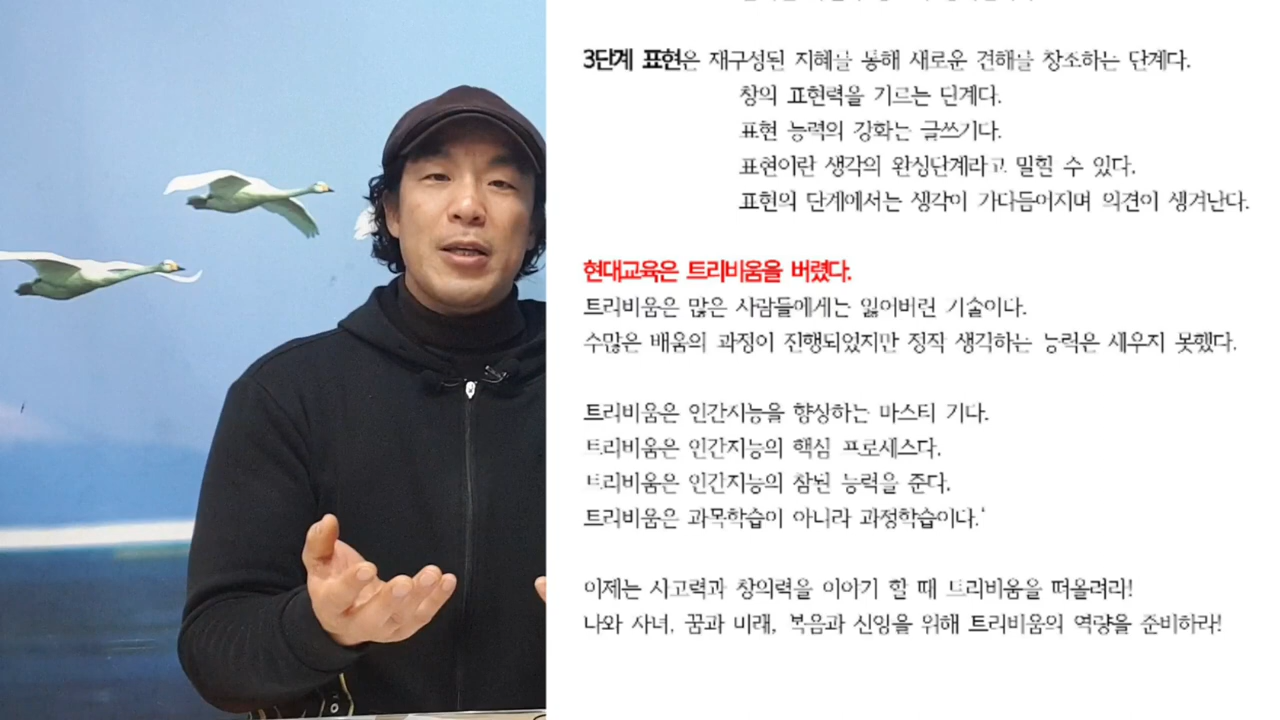 3단계 표현은 재구성된 지혜를 통해 새로운 견해를 창조하는 단계다.
창의 표현력을 기르는 단계다.
표현 능력의 강화는 글쓰기다.
표현이란 생각의 완성단계라고 말할 수 있다.
표현의 단계에서는 생각이 가다듬어지며 의견이 생겨난다.
현대교육은 트리비움을 버렸다.
트리비움은 많은 사람들에게는 잃어버린 기술이다.
수많은 배움의 과정이 진행되었지만 정작 생각하는 능력은 세우지 못했다.
트리비움은 인간지능을 향상하는 마스터 기다.
트리비움은 인간지능의 핵심 프로세스다.
트리비움은 인간지능의 참된 능력을 준다.
트리비움은 과목학습이 아니라 과정학습이다.'
이제는 사고력과 창의력을 이야기 할 때 트리비움을 떠올려라!
나와 자녀, 꿈과 미래, 복음과 신앙을 위해 트리비움의 역량을 준비하라!